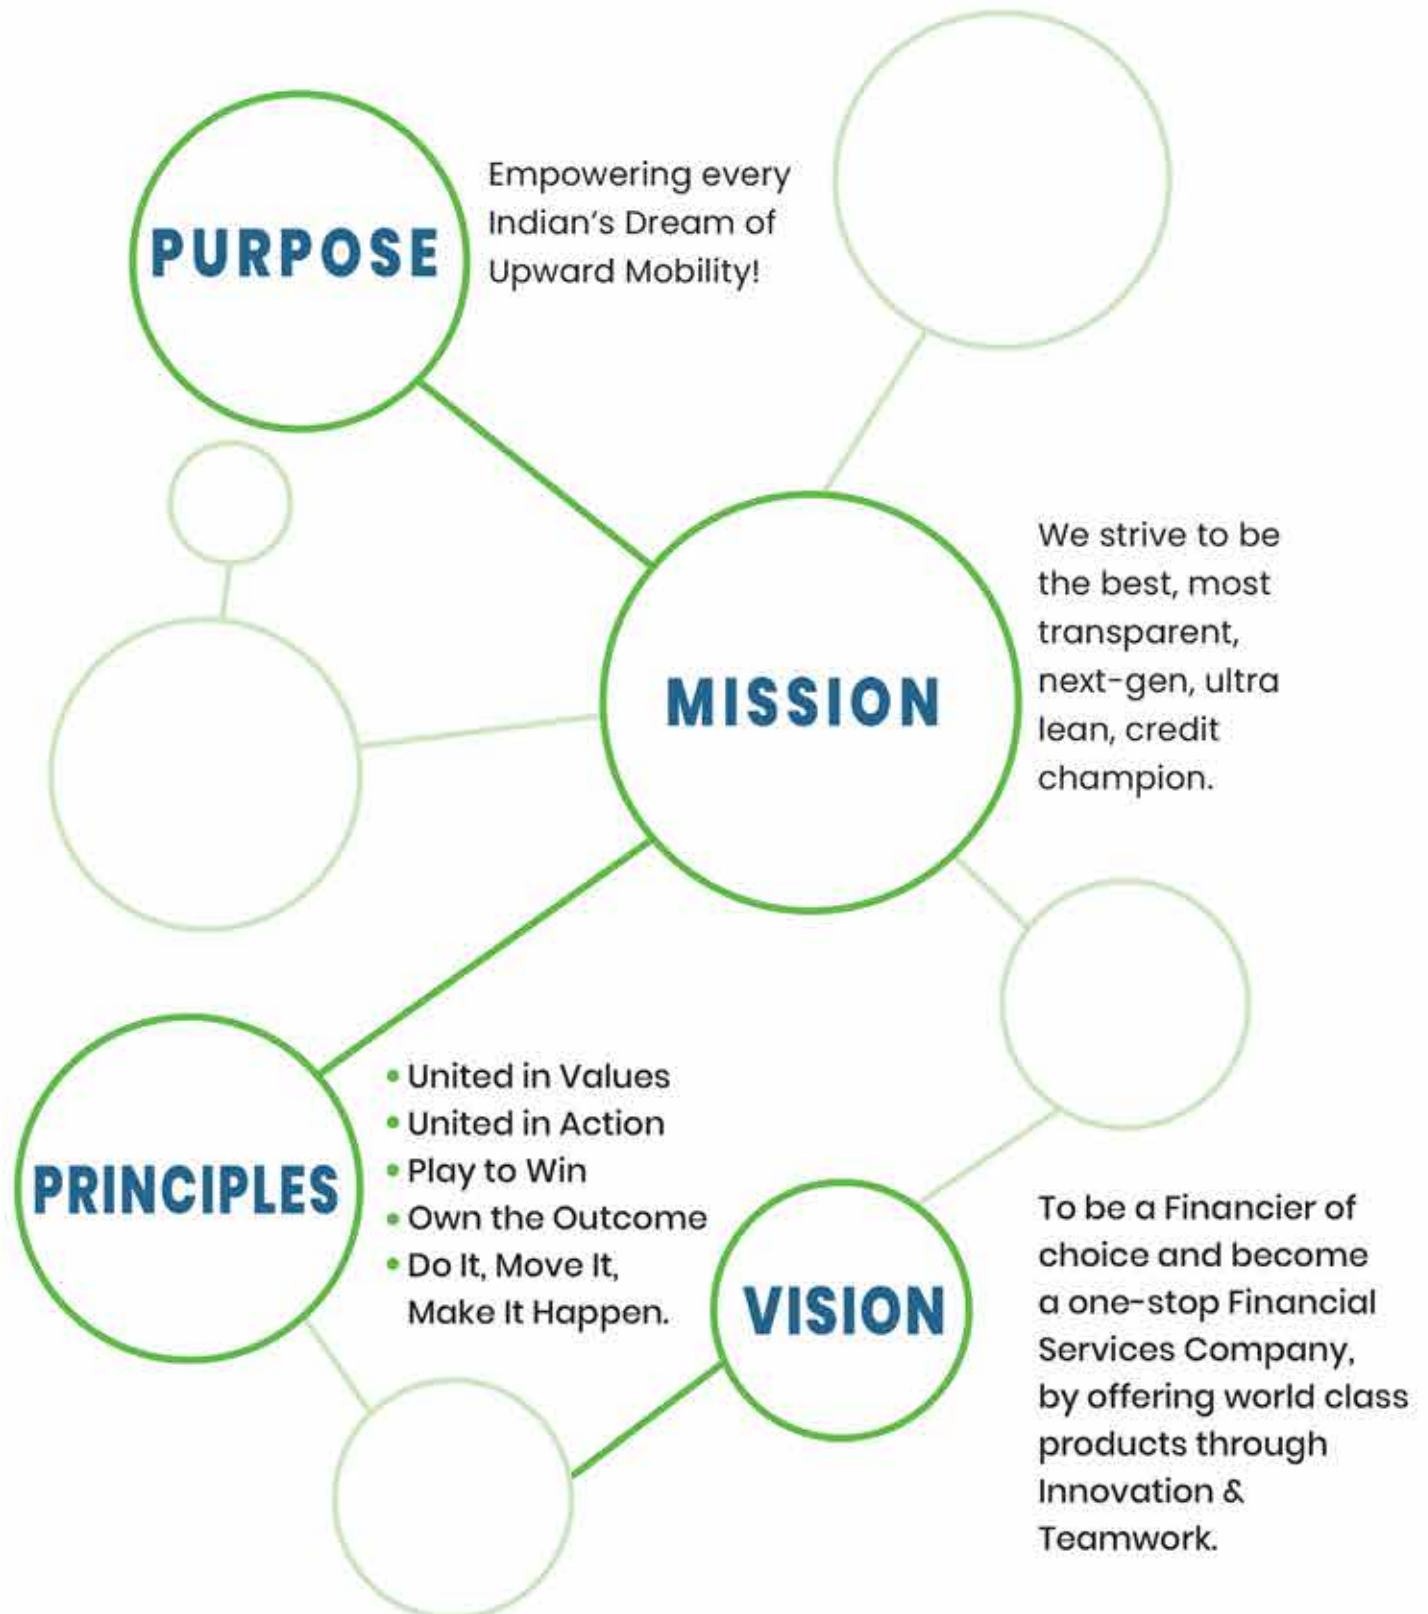 PURPOSE
Empowering every
Indian’s Dream of
Upward Mobility!
MISSION
We strive to be
the best, most
transparent,
next-gen, ultra
lean, credit
champion.
PRINCIPLES
• United in Values
• United in Action
• Play to Win
• Own the Outcome
• Do It, Move It,
Make It Happen.
VISION
To be a Financier of
choice and become
a one-stop Financial
Services Company,
by offering world class
products through
Innovation &
Teamwork.